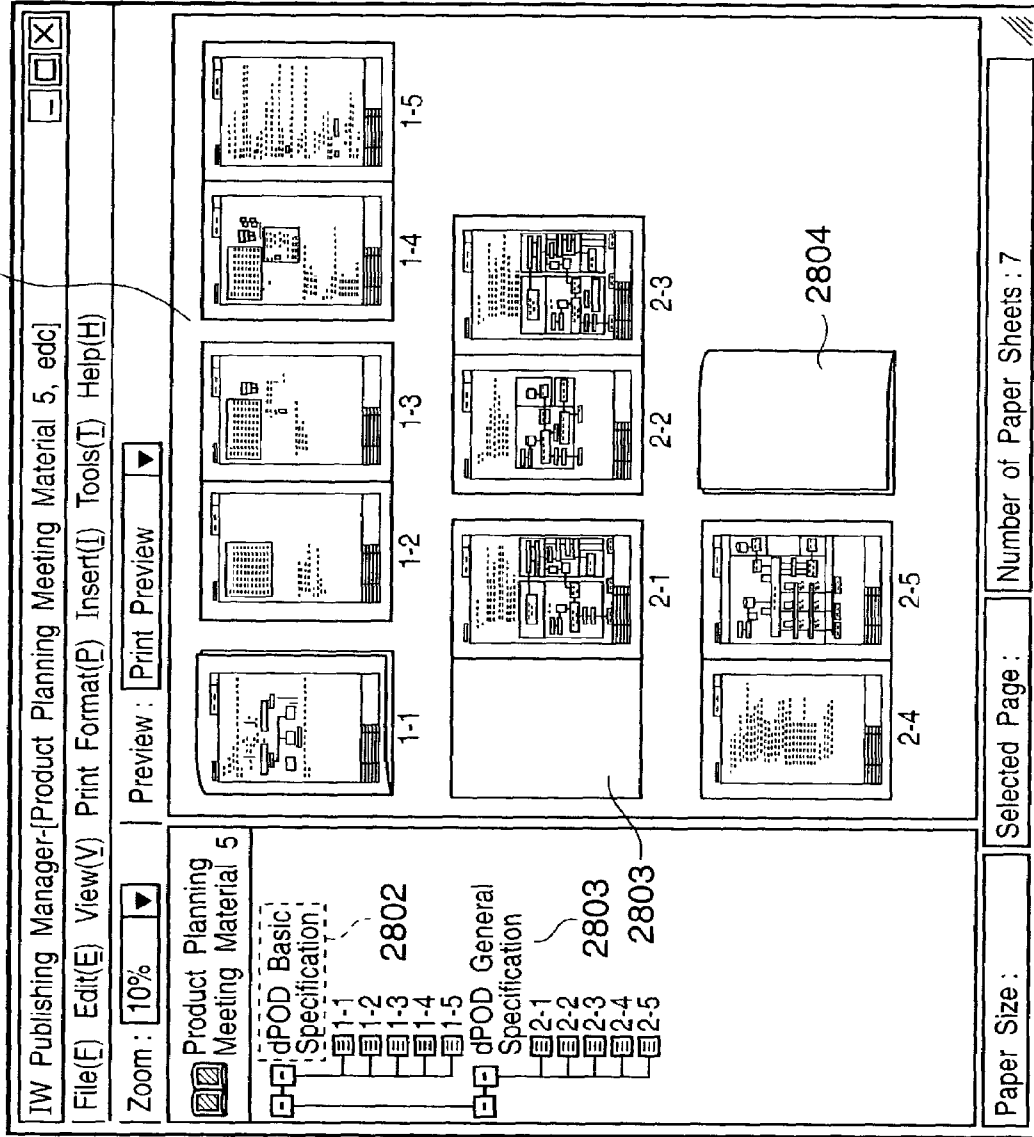 IW Publishing Manager-[Product Planning Meeting Material 5, edc]
File(F) Edit(E) View(V) Print Format(P) Insert(I) Tools(T) Help(H)
Zoom : 10% Preview : Print Preview
Product Planning
Meeting Material 5
dPOD Basic
Specification
2802
1-1
1-2
1-3
1-4
1-5
dPOD General
Specification
2803
2-1
2-2
2-3
2-4
2-5
1-1
1-2
1-3
1-4
1-5
2803
2-1
2-2
2-3
2-4
2-5
2804
Paper Size :
Selected Page :
Number of Paper Sheets : 7